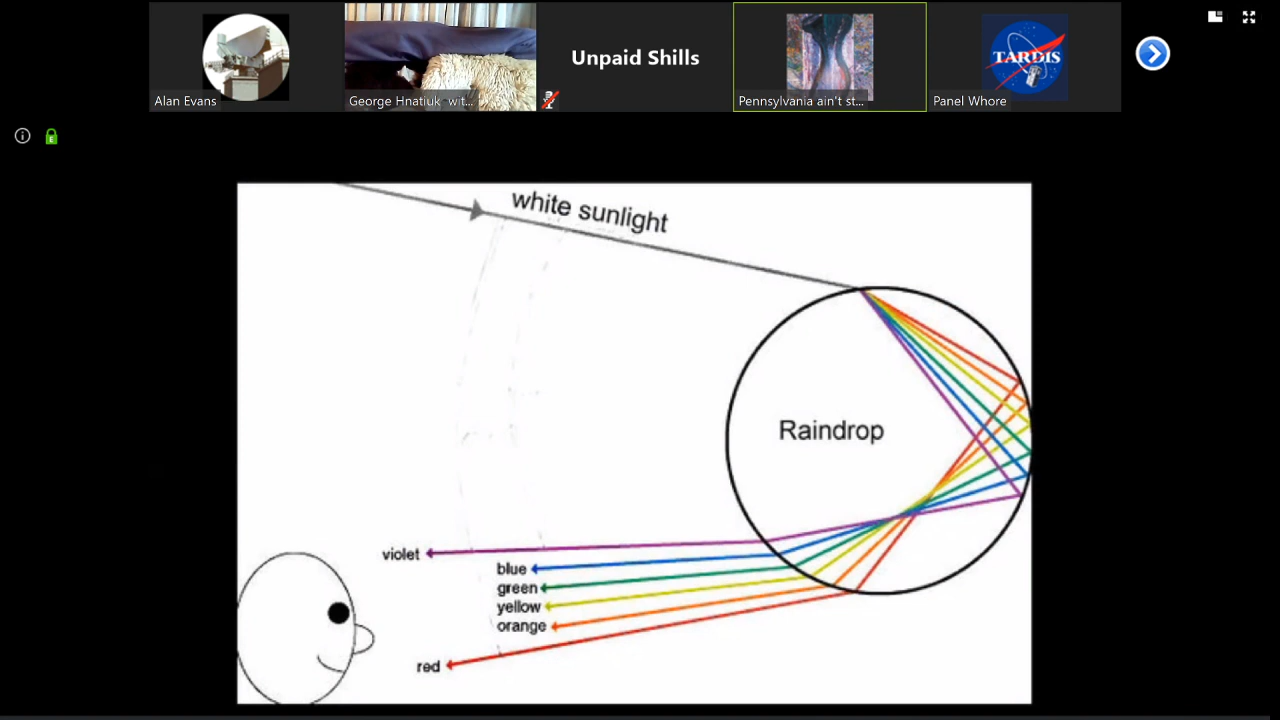 Unpaid Shills
TARDIS
Alan Evans
George Hnatiuk wit...
Pennsylvania ain't st...
Panel Whore
E
white sunlight
Raindrop
violet
blue
green
yellow
orange
red